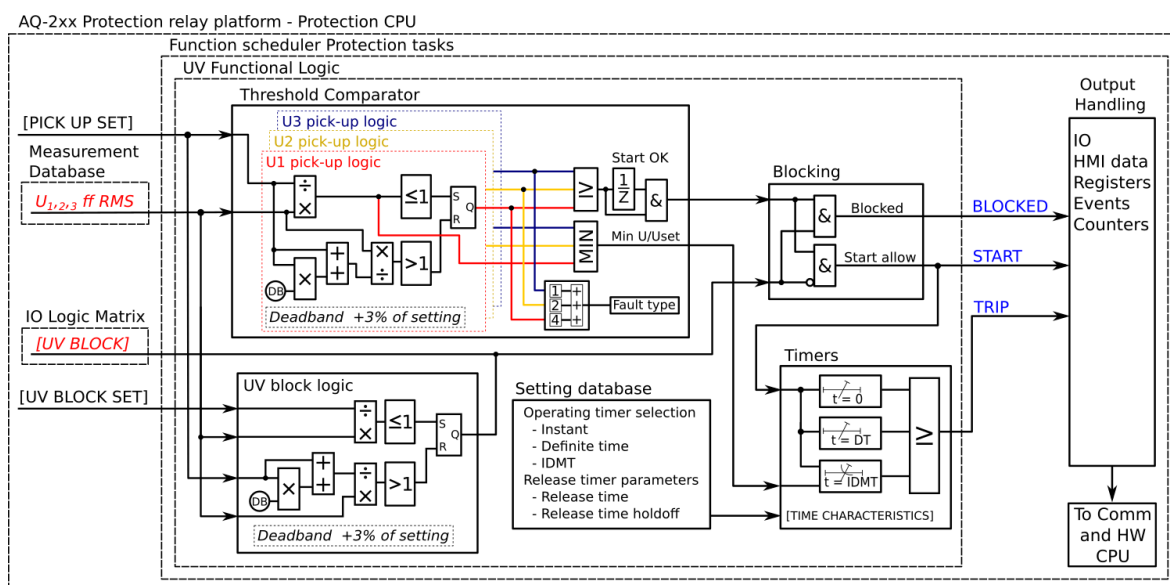 AQ-2xx Protection relay platform - Protection CPU
Function scheduler Protection tasks
UV Functional Logic
Threshold Comparator
[PICK UP SET]
Measurement
Database
U₁,₂,₃ ff RMS
IO Logic Matrix
[UV BLOCK]
[UV BLOCK SET]
U3 pick-up logic
U2 pick-up logic
U1 pick-up logic
÷
×
≤1
S
R
Q
DB
×
+
+
×
÷
>1
Deadband +3% of setting
≥
Start OK
1
Z
&
MIN
Min U/Uset
1 +
2 +
4 +
Fault type
Blocking
&
Blocked
&
Start allow
BLOCKED
START
TRIP
Output
Handling
IO
HMI data
Registers
Events
Counters
To Comm
and HW
CPU
UV block logic
÷
×
≤1
S
R
Q
DB
×
+
+
÷
×
>1
Deadband +3% of setting
Setting database
Operating timer selection
- Instant
- Definite time
- IDMT
Release timer parameters
- Release time
- Release time holdoff
Timers
t = 0
t = DT
t = IDMT
≥
[TIME CHARACTERISTICS]